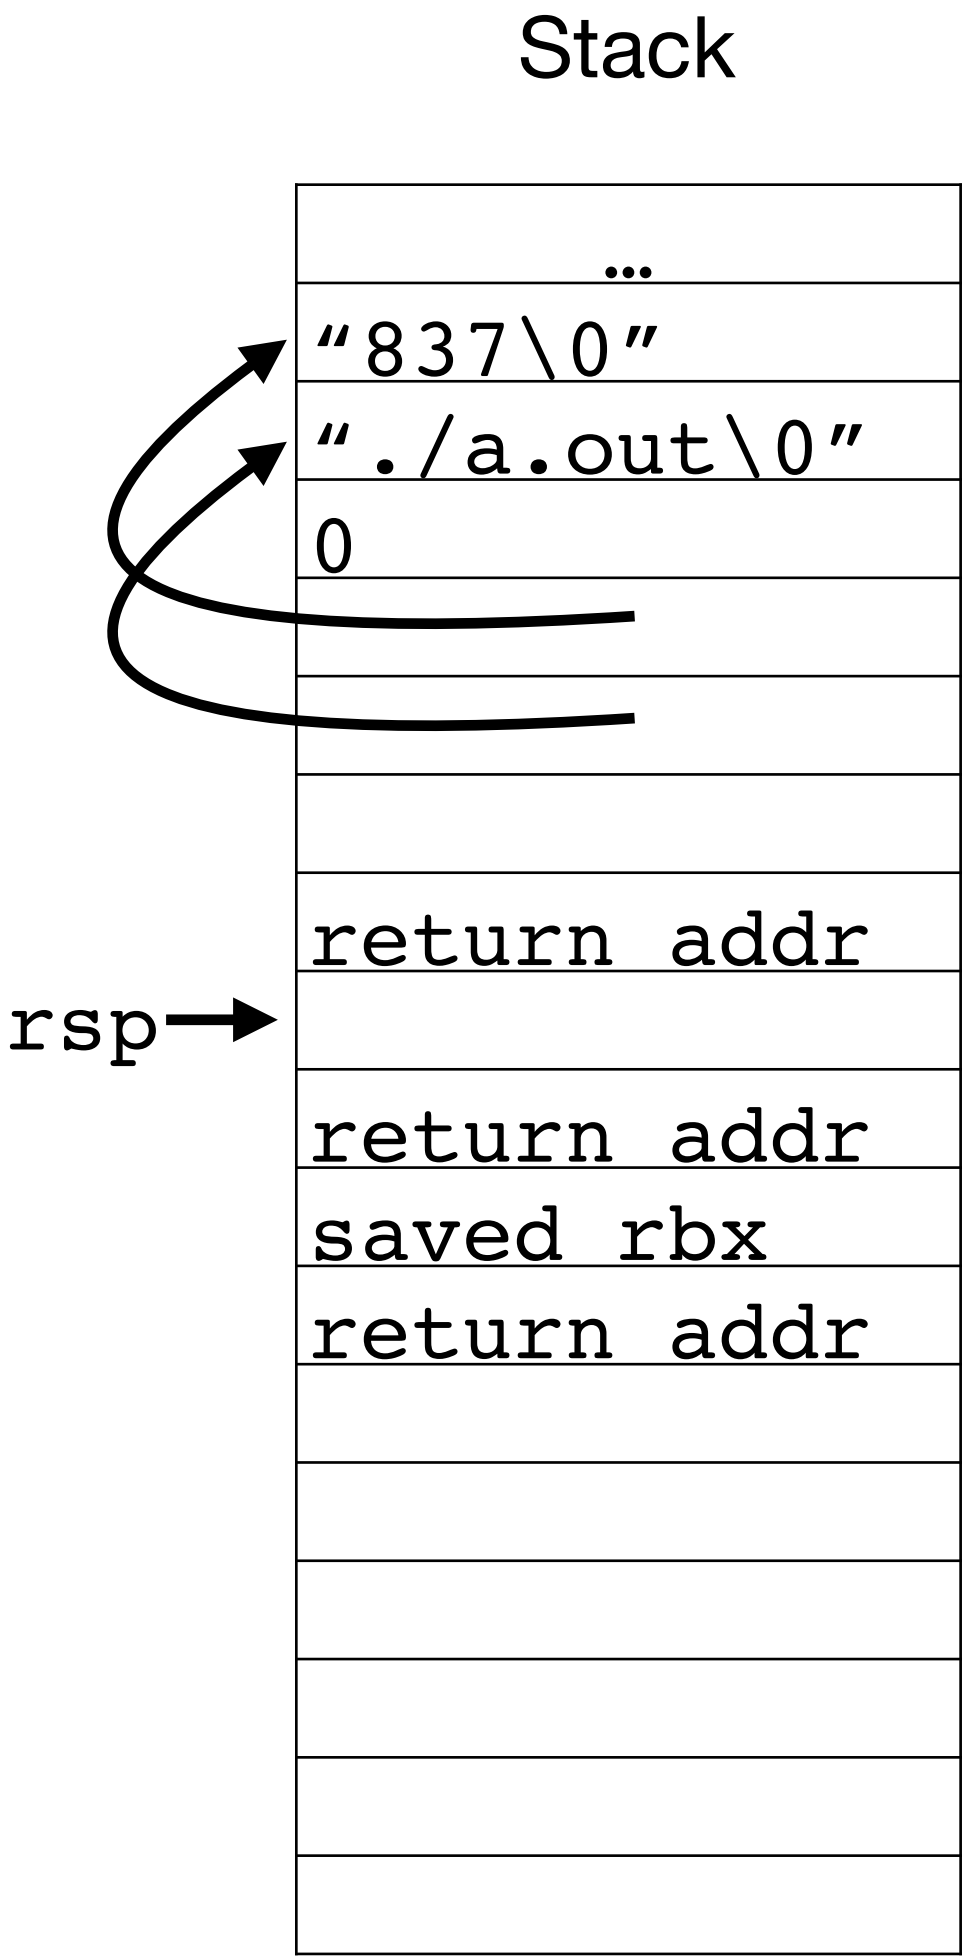 Stack
…
“837\0”
“./a.out\0”
0
return addr
rsp
return addr
saved rbx
return addr